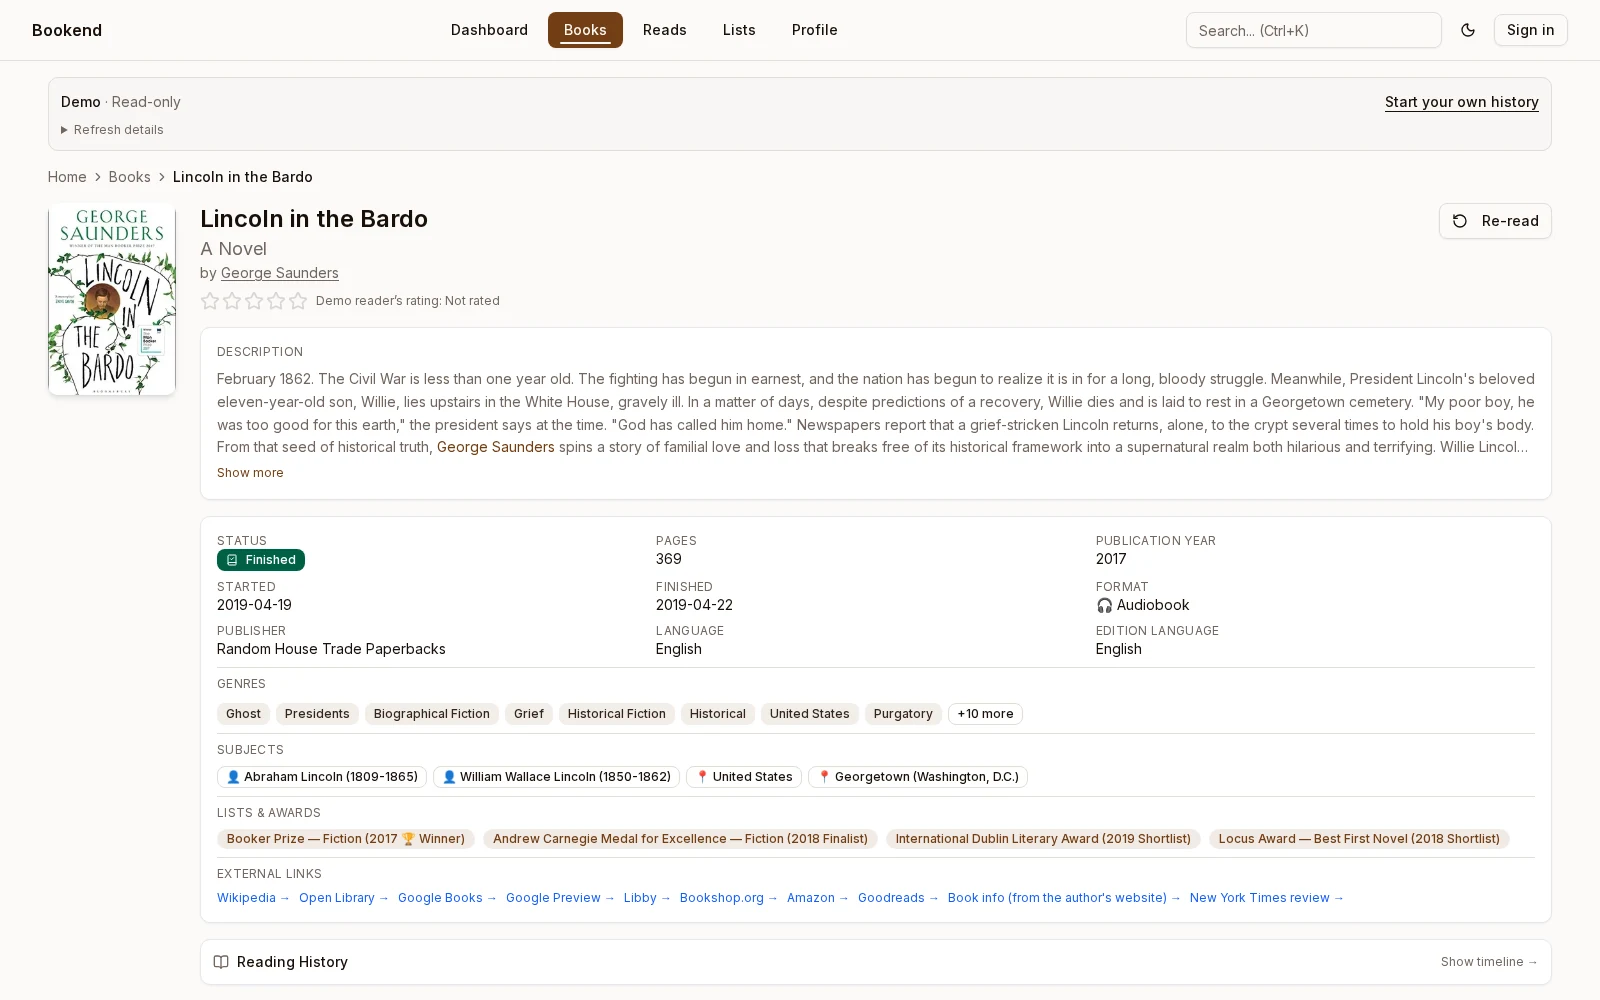 Bookend
Dashboard
Books
Reads
Lists
Profile
Search... (Ctrl+K)
Sign in
Demo · Read-only
Start your own history
▶ Refresh details
Home > Books > Lincoln in the Bardo
GEORGE
SAUNDERS
LINCOLN
IN
THE
BARDO
Lincoln in the Bardo
Re-read
A Novel
by George Saunders
Demo reader’s rating: Not rated
DESCRIPTION
February 1862. The Civil War is less than one year old. The fighting has begun in earnest, and the nation has begun to realize it is in for a long, bloody struggle. Meanwhile, President Lincoln's beloved
eleven-year-old son, Willie, lies upstairs in the White House, gravely ill. In a matter of days, despite predictions of a recovery, Willie dies and is laid to rest in a Georgetown cemetery. "My poor boy, he
was too good for this earth," the president says at the time. "God has called him home." Newspapers report that a grief-stricken Lincoln returns, alone, to the crypt several times to hold his boy's body.
From that seed of historical truth, George Saunders spins a story of familial love and loss that breaks free of its historical framework into a supernatural realm both hilarious and terrifying. Willie Lincol...
Show more
STATUS
Finished
PAGES
369
PUBLICATION YEAR
2017
STARTED
2019-04-19
FINISHED
2019-04-22
FORMAT
🎧 Audiobook
PUBLISHER
Random House Trade Paperbacks
LANGUAGE
English
EDITION LANGUAGE
English
GENRES
Ghost
Presidents
Biographical Fiction
Grief
Historical Fiction
Historical
United States
Purgatory
+10 more
SUBJECTS
👤 Abraham Lincoln (1809-1865)
👤 William Wallace Lincoln (1850-1862)
📍 United States
📍 Georgetown (Washington, D.C.)
LISTS & AWARDS
Booker Prize — Fiction (2017 🏆 Winner)
Andrew Carnegie Medal for Excellence — Fiction (2018 Finalist)
International Dublin Literary Award (2019 Shortlist)
Locus Award — Best First Novel (2018 Shortlist)
EXTERNAL LINKS
Wikipedia →
Open Library →
Google Books →
Google Preview →
Libby →
Bookshop.org →
Amazon →
Goodreads →
Book info (from the author's website) →
New York Times review →
Reading History
Show timeline →